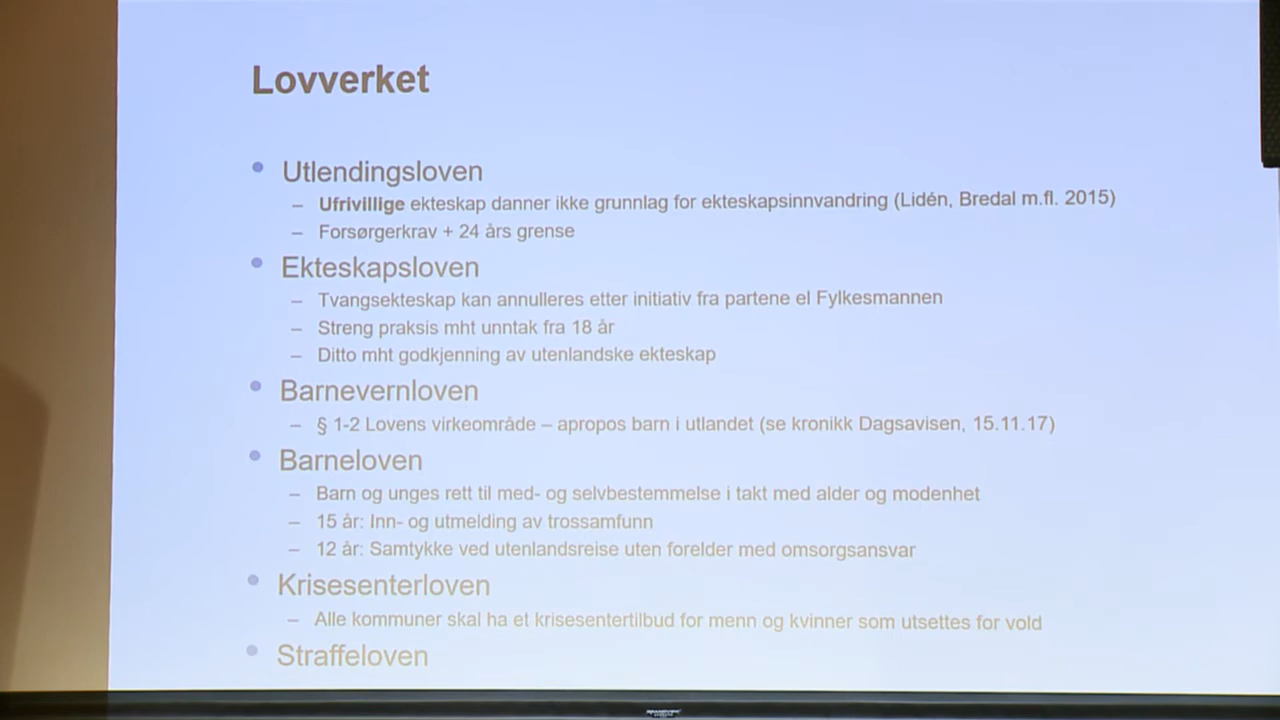 Lovverket
• Utlendingsloven
– Ufrivillige ekteskap danner ikke grunnlag for ekteskapsinnvandring (Lidén, Bredal m.fl. 2015)
– Forsørgerkrav + 24 års grense
• Ekteskapsloven
– Tvangsekteskap kan annulleres etter initiativ fra partene el Fylkesmannen
– Streng praksis mht unntak fra 18 år
– Ditto mht godkjenning av utenlandske ekteskap
• Barnevernloven
– § 1-2 Lovens virkeområde – apropos barn i utlandet (se kronikk Dagsavisen, 15.11.17)
• Barneloven
– Barn og unges rett til med- og selvbestemmelse i takt med alder og modenhet
– 15 år: Inn- og utmelding av trossamfunn
– 12 år: Samtykke ved utenlandsreise uten forelder med omsorgsansvar
• Krisesenterloven
– Alle kommuner skal ha et krisesentertilbud for menn og kvinner som utsettes for vold
• Straffeloven